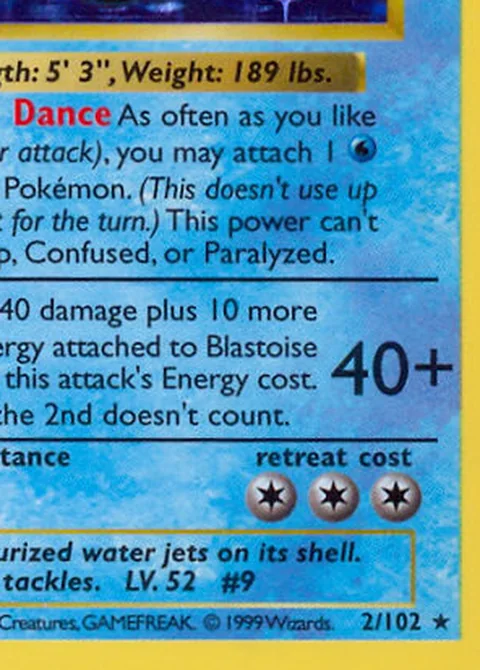 gth: 5' 3", Weight: 189 lbs.
Dance As often as you like
r attack), you may attach 1
Pokémon. (This doesn't use up
for the turn.) This power can't
p, Confused, or Paralyzed.
40 damage plus 10 more
ergy attached to Blastoise
this attack's Energy cost.
40+
the 2nd doesn't count.
tance
retreat cost
urized water jets on its shell.
tackles. LV. 52 #9
Creatures, GAMEFREAK. © 1999 Wizards. 2/102 ★